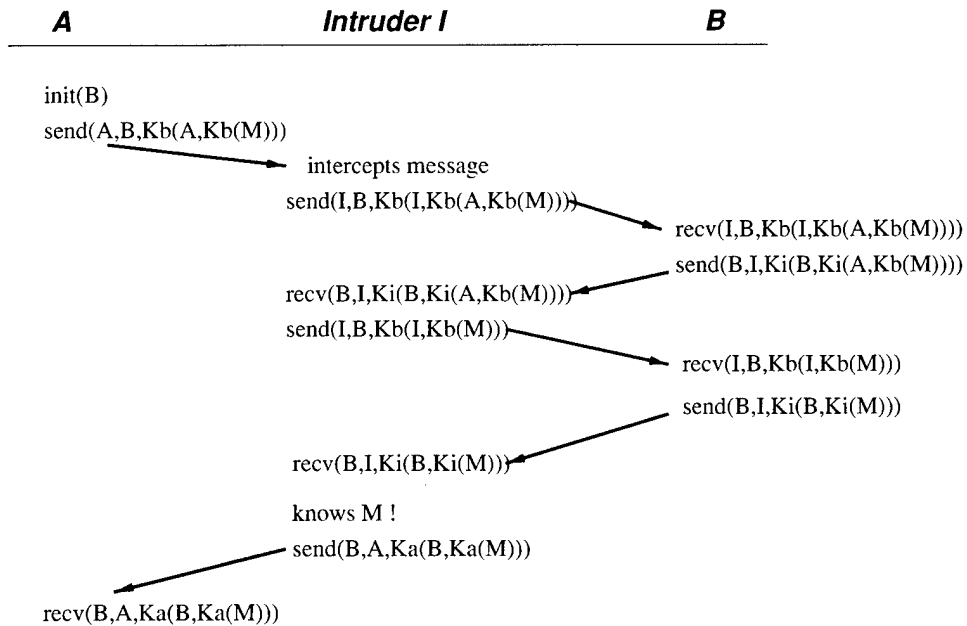 A Intruder I B
init(B)
send(A,B,Kb(A,Kb(M)))
intercepts message
send(I,B,Kb(I,Kb(A,Kb(M))))
recv(I,B,Kb(I,Kb(A,Kb(M))))
send(B,I,Ki(B,Ki(A,Kb(M))))
recv(B,I,Ki(B,Ki(A,Kb(M))))
send(I,B,Kb(I,Kb(M)))
recv(I,B,Kb(I,Kb(M)))
send(B,I,Ki(B,Ki(M)))
recv(B,I,Ki(B,Ki(M)))
knows M !
send(B,A,Ka(B,Ka(M)))
recv(B,A,Ka(B,Ka(M)))